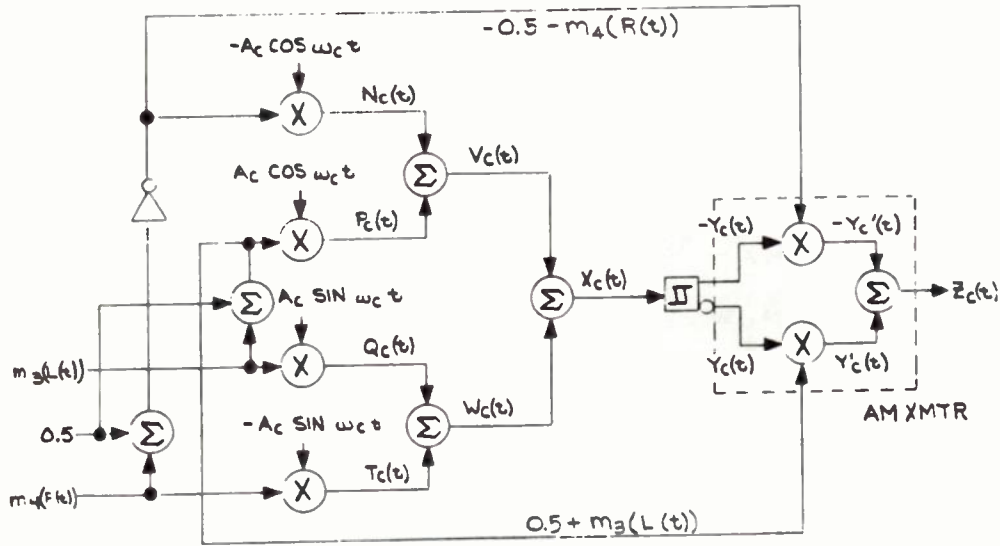 -0.5 - m₄(R(t))
-Ac COS ωc t
X
Nc(t)
Ac COS ωc t
Σ
Vc(t)
X
Pc(t)
-Yc(t)
X
-Yc'(t)
Σ
Ac SIN ωc t
Σ
Xc(t)
Σ
Zc(t)
m₃(L(t))
X
Qc(t)
Yc(t)
X
Y'c(t)
0.5
Σ
-Ac SIN ωc t
Σ
Wc(t)
AM XMTR
m₄(R(t))
X
Tc(t)
0.5 + m₃(L(t))